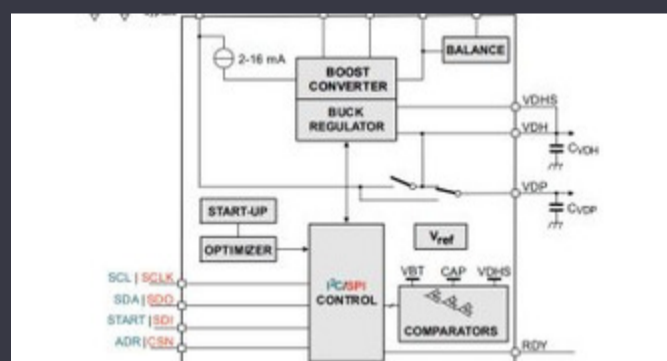 2-16 mA
BALANCE
BOOST
CONVERTER
BUCK
REGULATOR
VDHS
VDH
CVDH
VDP
CVDP
START-UP
OPTIMIZER
Vref
SCL | SCLK
SDA | SDO
START | SDI
ADR | CSN
I²C/SPI
CONTROL
VBT CAP VDHS
COMPARATORS
RDY